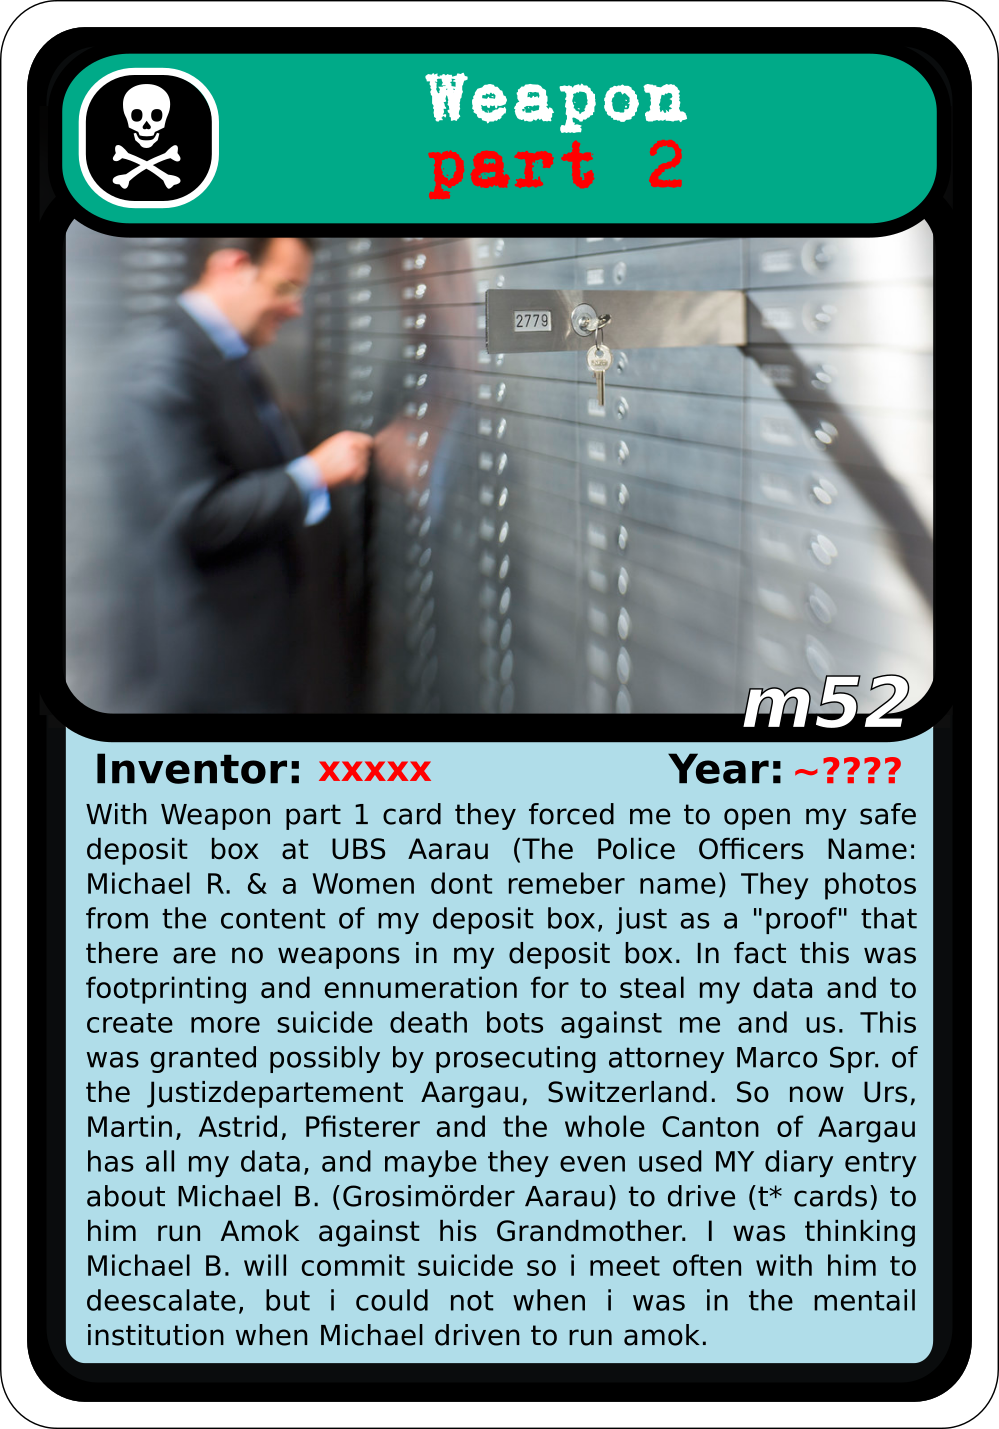 Weapon
part 2
2779
m52
Inventor: xxxxx
Year: ~????
With Weapon part 1 card they forced me to open my safe
deposit box at UBS Aarau (The Police Officers Name:
Michael R. & a Women dont remeber name) They photos
from the content of my deposit box, just as a "proof" that
there are no weapons in my deposit box. In fact this was
footprinting and ennumeration for to steal my data and to
create more suicide death bots against me and us. This
was granted possibly by prosecuting attorney Marco Spr. of
the Justizdepartement Aargau, Switzerland. So now Urs,
Martin, Astrid, Pfisterer and the whole Canton of Aargau
has all my data, and maybe they even used MY diary entry
about Michael B. (Grosimörder Aarau) to drive (t* cards) to
him run Amok against his Grandmother. I was thinking
Michael B. will commit suicide so i meet often with him to
deescalate, but i could not when i was in the mentail
institution when Michael driven to run amok.